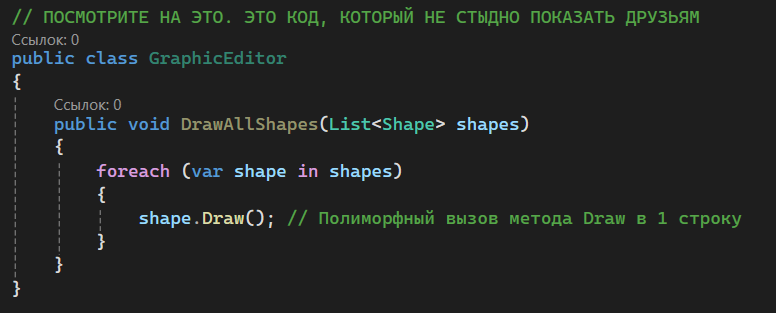 // ПОСМОТРИТЕ НА ЭТО. ЭТО КОД, КОТОРЫЙ НЕ СТЫДНО ПОКАЗАТЬ ДРУЗЬЯМ
Ссылок: 0
public class GraphicEditor
{
Ссылок: 0
public void DrawAllShapes(List<Shape> shapes)
{
foreach (var shape in shapes)
{
shape.Draw(); // Полиморфный вызов метода Draw в 1 строку
}
}
}